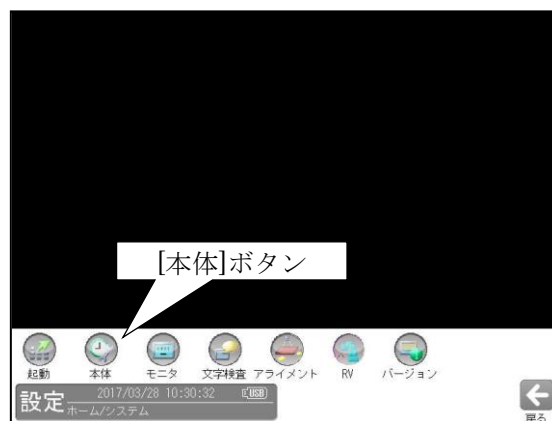 [本体]ボタン
起動 本体 モニタ 文字検査 アライメント RV バージョン
2017/03/28 10:30:32 USB
設定 ホーム/システム
戻る